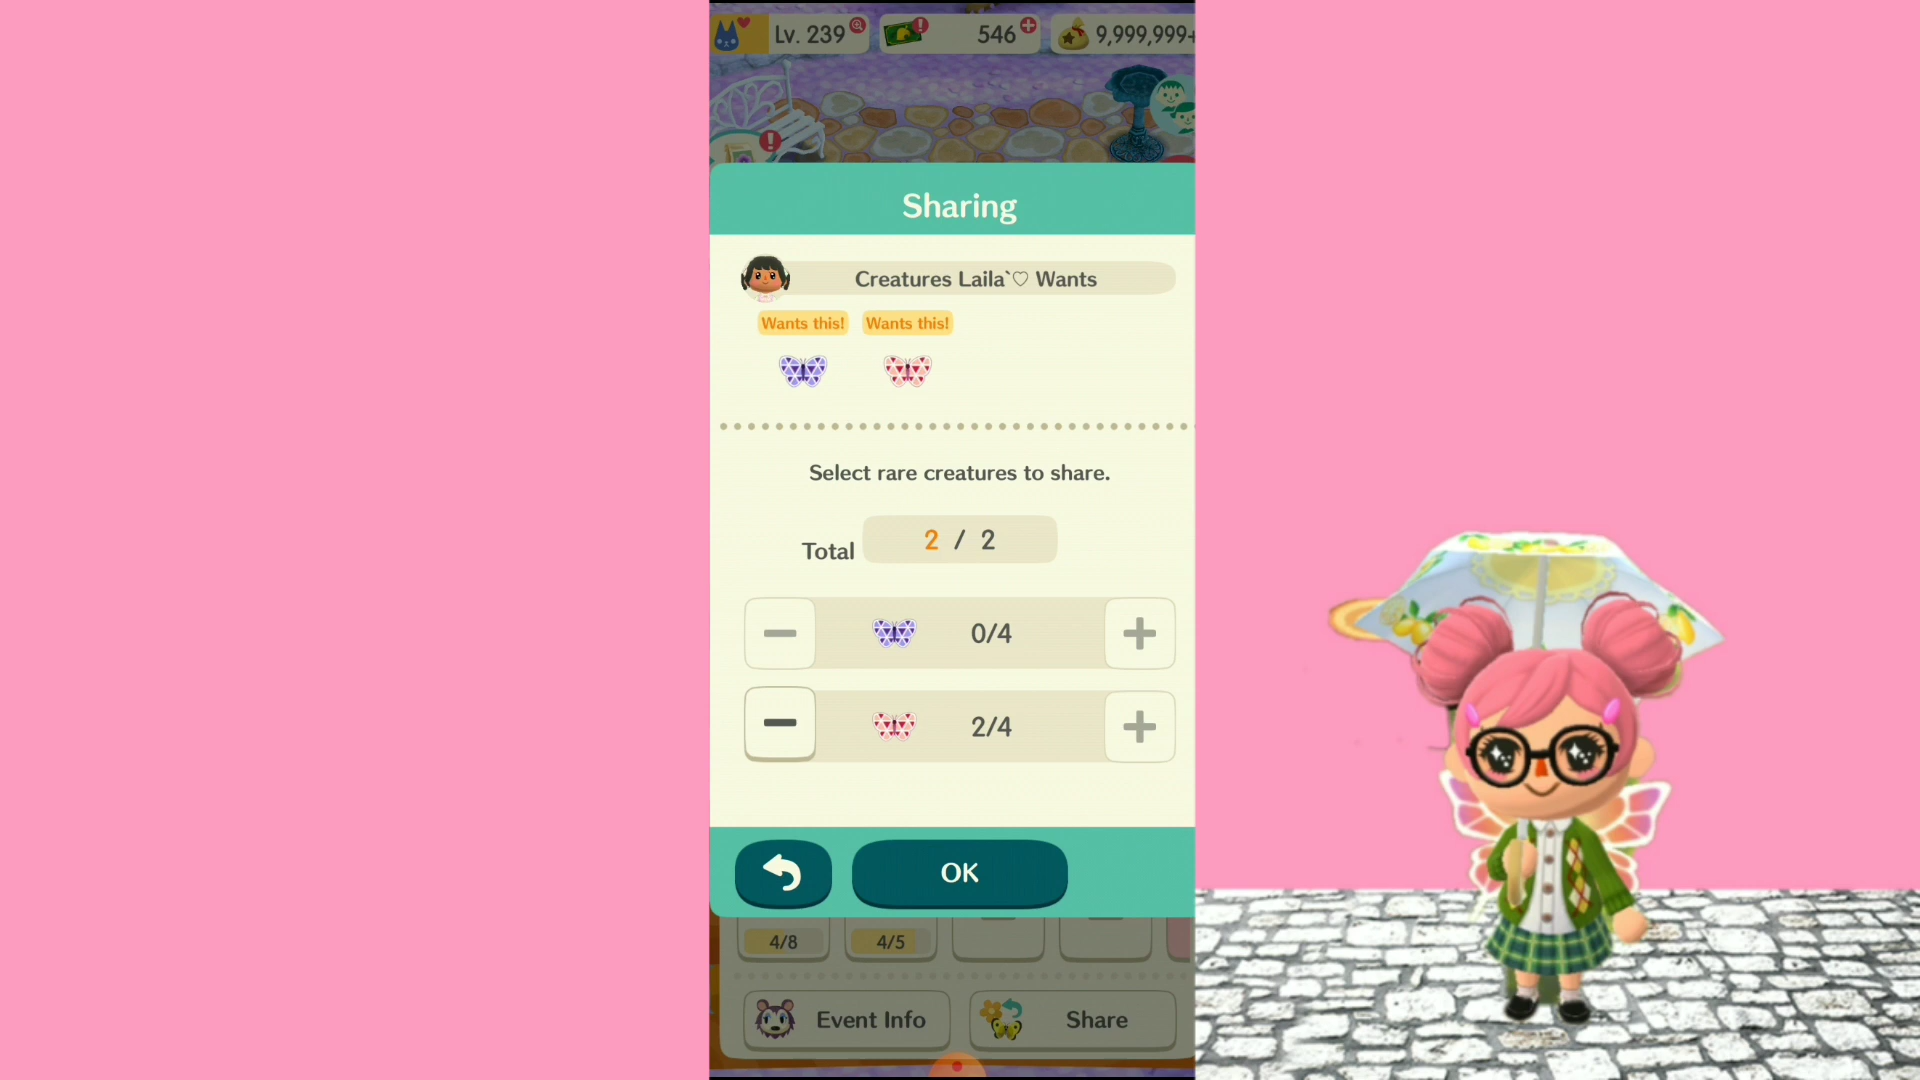 Lv. 239 546 9,999,999+
Sharing
Creatures Laila`♡ Wants
Wants this! Wants this!
Select rare creatures to share.
Total 2 / 2
0/4
2/4
OK
4/8 4/5
Event Info Share